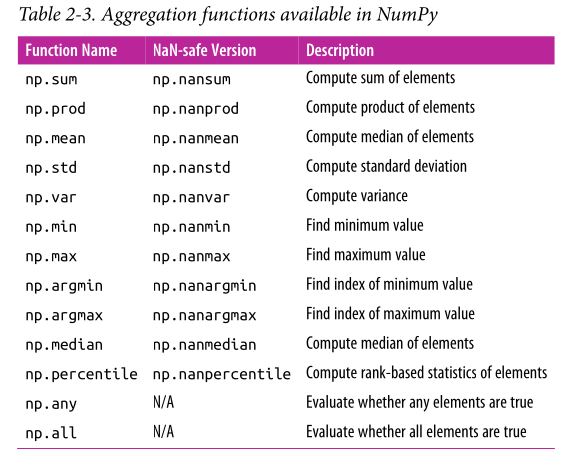 Table 2-3. Aggregation functions available in NumPy
Function Name NaN-safe Version Description
np.sum np.nansum Compute sum of elements
np.prod np.nanprod Compute product of elements
np.mean np.nanmean Compute median of elements
np.std np.nanstd Compute standard deviation
np.var np.nanvar Compute variance
np.min np.nanmin Find minimum value
np.max np.nanmax Find maximum value
np.argmin np.nanargmin Find index of minimum value
np.argmax np.nanargmax Find index of maximum value
np.median np.nanmedian Compute median of elements
np.percentile np.nanpercentile Compute rank-based statistics of elements
np.any N/A Evaluate whether any elements are true
np.all N/A Evaluate whether all elements are true